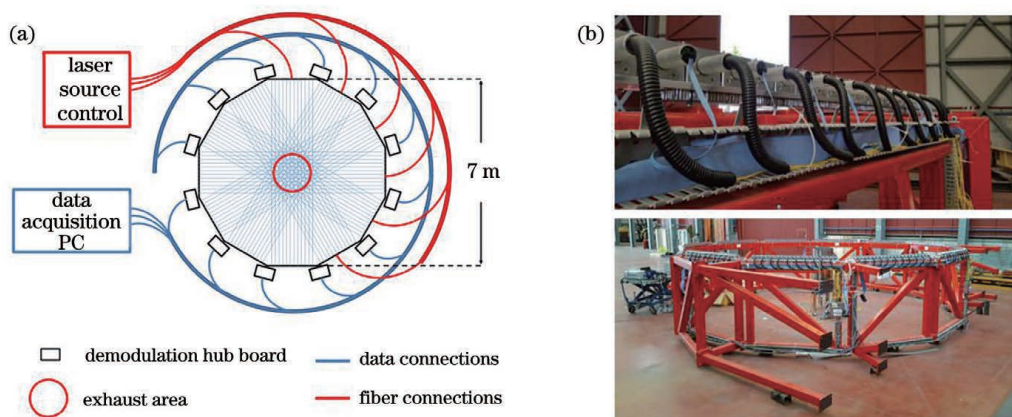 (a)
laser
source
control
data
acquisition
PC
7 m
demodulation hub board
data connections
exhaust area
fiber connections
(b)